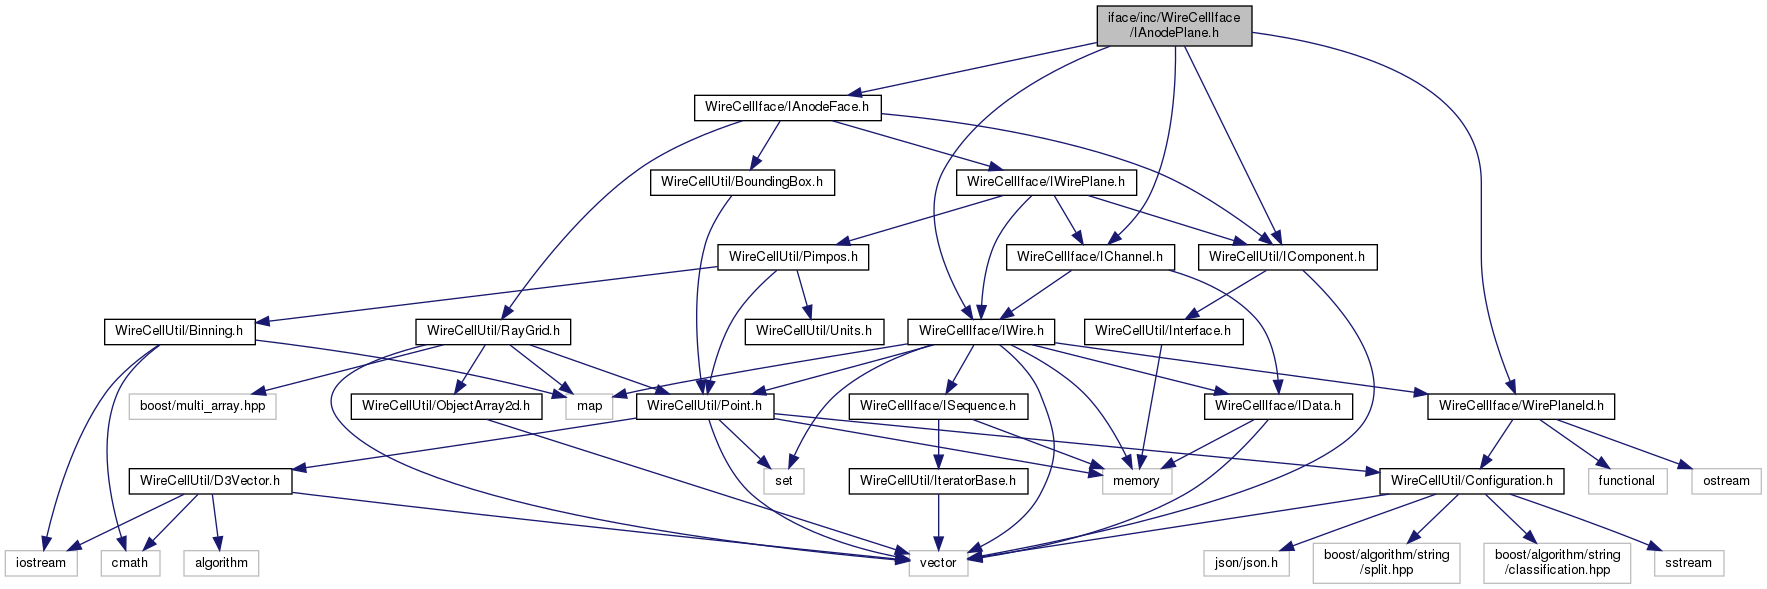 iface/inc/WireCellIface
/IAnodePlane.h
WireCellIface/IAnodeFace.h
WireCellUtil/BoundingBox.h
WireCellIface/IWirePlane.h
WireCellUtil/Pimpos.h
WireCellIface/IChannel.h
WireCellUtil/IComponent.h
WireCellUtil/Binning.h
WireCellUtil/RayGrid.h
WireCellUtil/Units.h
WireCellIface/IWire.h
WireCellUtil/Interface.h
boost/multi_array.hpp
WireCellUtil/ObjectArray2d.h
map
WireCellUtil/Point.h
WireCellIface/ISequence.h
WireCellIface/IData.h
WireCellIface/WirePlaneId.h
WireCellUtil/D3Vector.h
set
WireCellUtil/IteratorBase.h
memory
WireCellUtil/Configuration.h
functional
ostream
iostream
cmath
algorithm
vector
json/json.h
boost/algorithm/string
/split.hpp
boost/algorithm/string
/classification.hpp
sstream